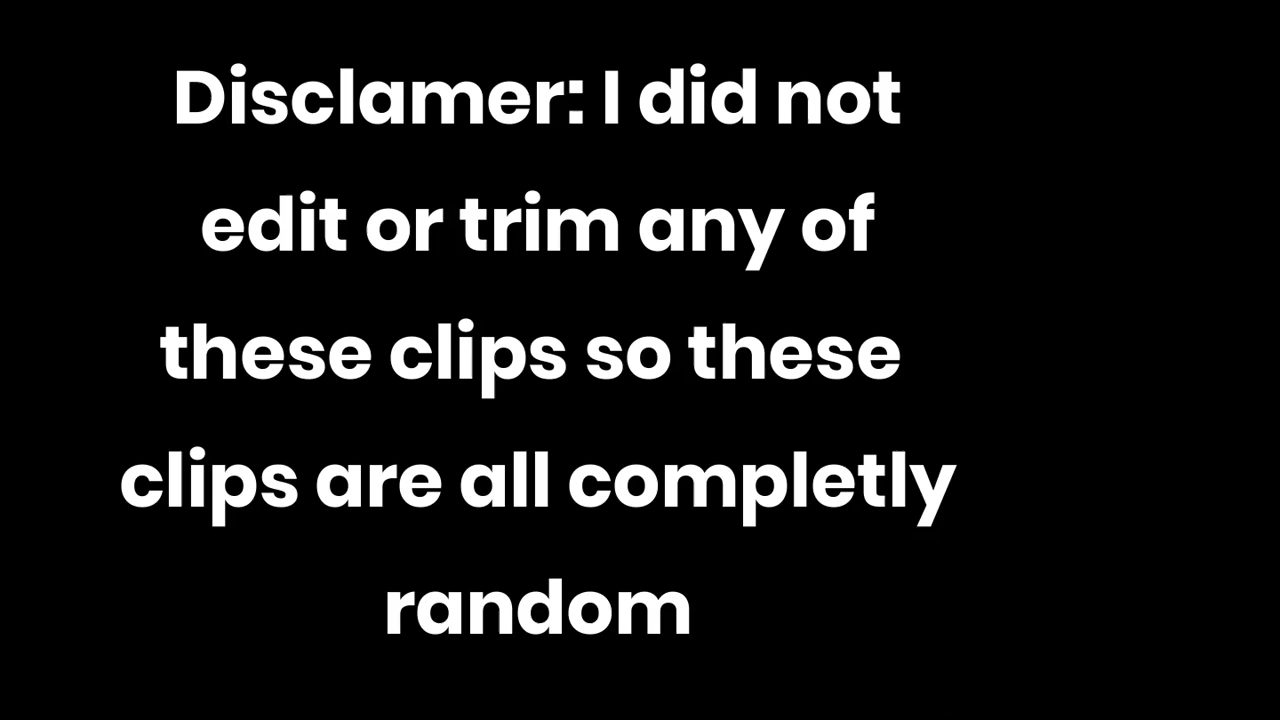 Disclamer: I did not
edit or trim any of
these clips so these
clips are all completly
random